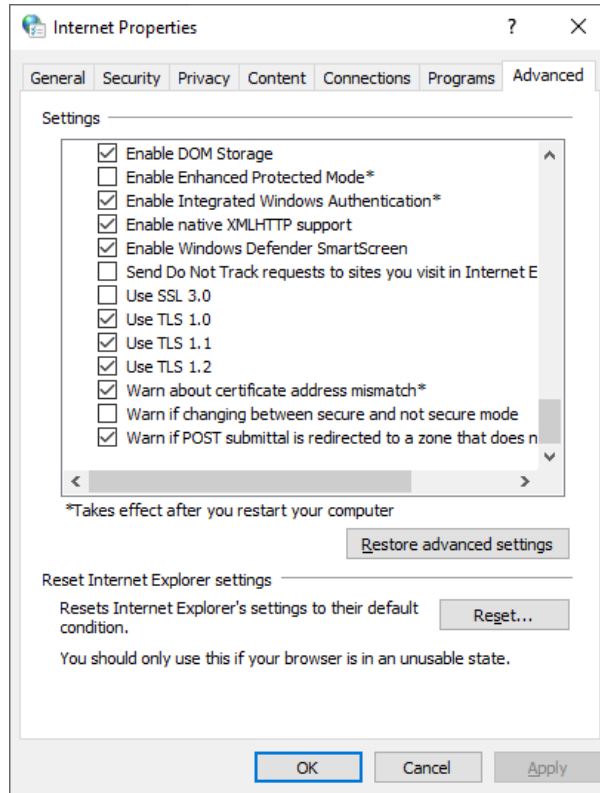 Internet Properties
?
General Security Privacy Content Connections Programs Advanced
Settings
Enable DOM Storage
Enable Enhanced Protected Mode*
Enable Integrated Windows Authentication*
Enable native XMLHTTP support
Enable Windows Defender SmartScreen
Send Do Not Track requests to sites you visit in Internet E
Use SSL 3.0
Use TLS 1.0
Use TLS 1.1
Use TLS 1.2
Warn about certificate address mismatch*
Warn if changing between secure and not secure mode
Warn if POST submittal is redirected to a zone that does n
*Takes effect after you restart your computer
Restore advanced settings
Reset Internet Explorer settings
Resets Internet Explorer's settings to their default
condition.
Reset...
You should only use this if your browser is in an unusable state.
OK Cancel Apply